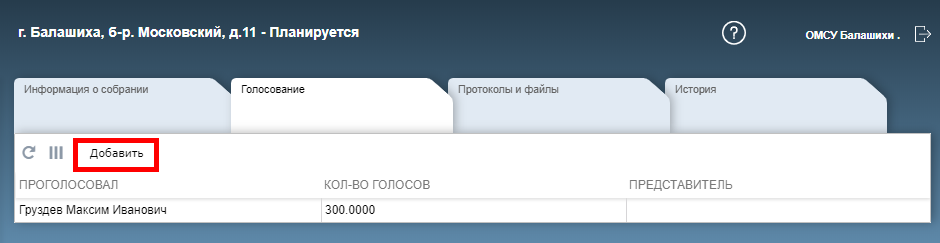 г. Балашиха, б-р. Московский, д.11 - Планируется
? ОМСУ Балашихи .
Информация о собрании Голосование Протоколы и файлы История
Добавить
ПРОГОЛОСОВАЛ КОЛ-ВО ГОЛОСОВ ПРЕДСТАВИТЕЛЬ
Груздев Максим Иванович 300.0000